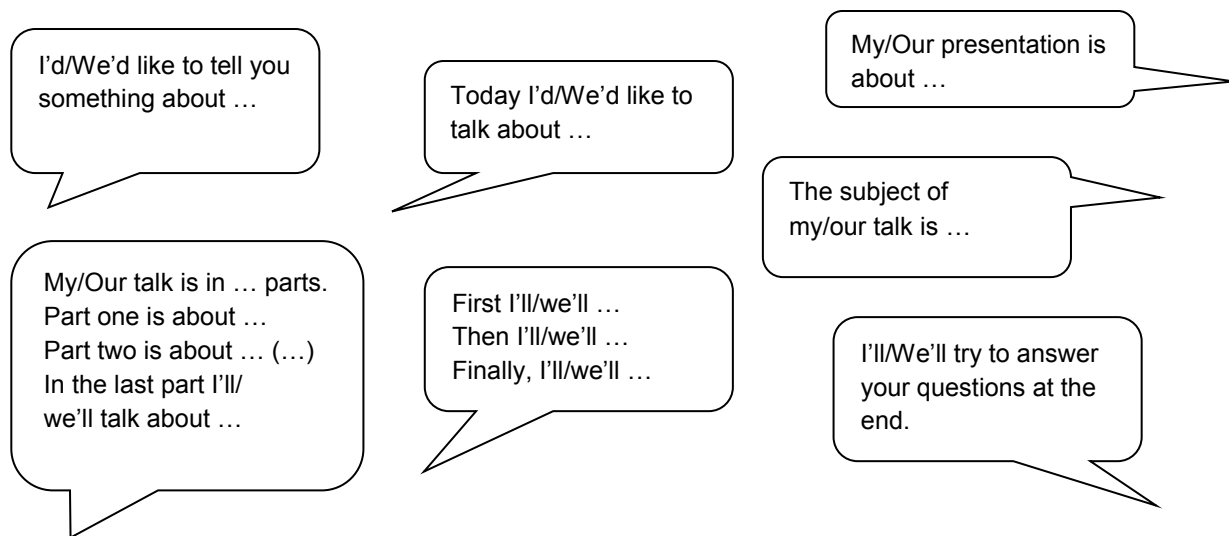 I’d/We’d like to tell you
something about …
Today I’d/We’d like to
talk about …
My/Our presentation is
about …
The subject of
my/our talk is …
My/Our talk is in … parts.
Part one is about …
Part two is about … (…)
In the last part I’ll/
we’ll talk about …
First I’ll/we’ll …
Then I’ll/we’ll …
Finally, I’ll/we’ll …
I’ll/We’ll try to answer
your questions at the
end.